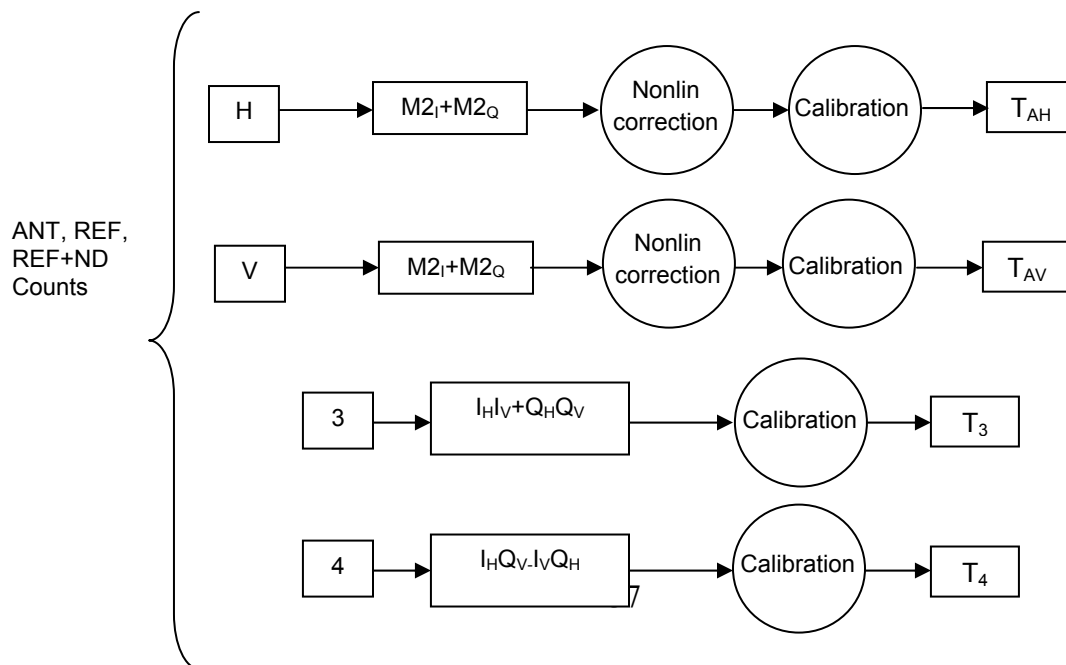 H
M2I+M2Q
Nonlin
correction
Calibration
TAH
ANT, REF,
REF+ND
Counts
V
M2I+M2Q
Nonlin
correction
Calibration
TAV
3
IHIV+QHQV
Calibration
T3
4
IHQV-IVQH
Calibration
T4